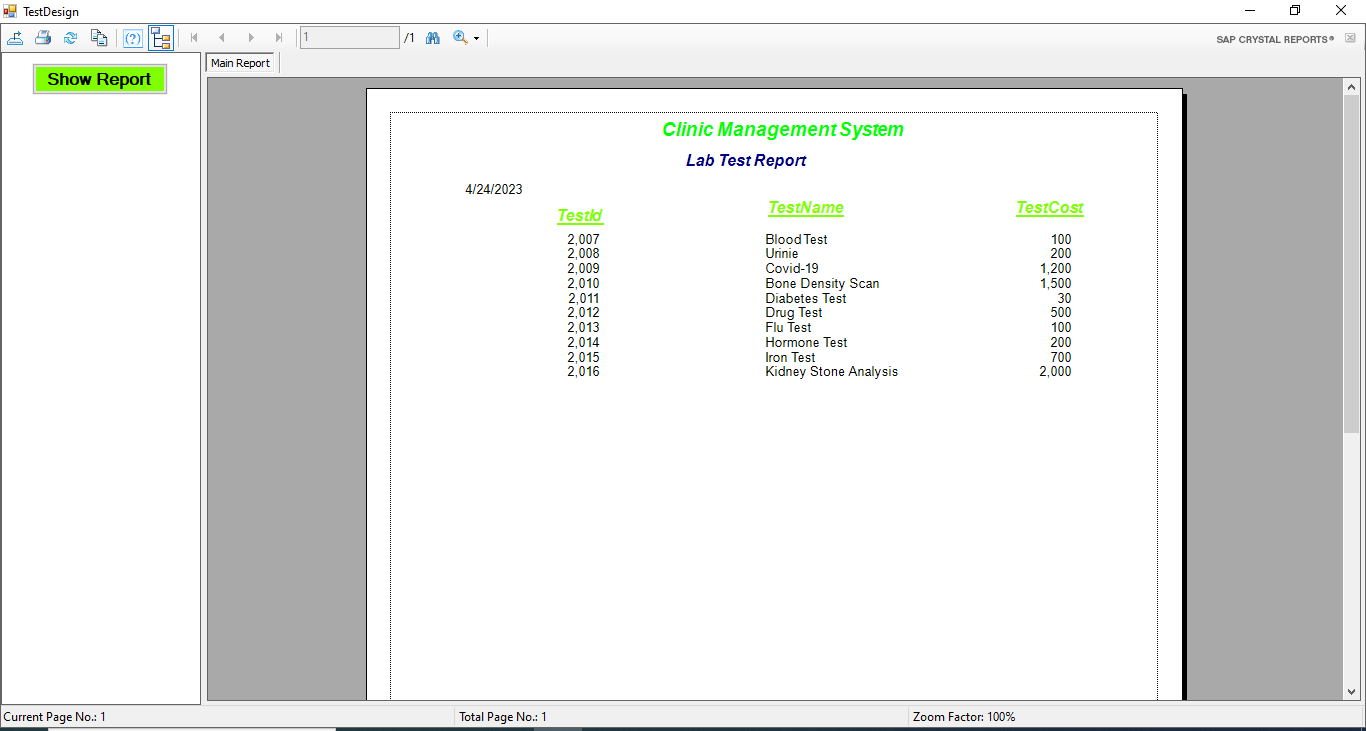 TestDesign
1 /1
SAP CRYSTAL REPORTS®
Main Report
Show Report
Clinic Management System
Lab Test Report
4/24/2023
TestId TestName TestCost
2,007 Blood Test 100
2,008 Urinie 200
2,009 Covid-19 1,200
2,010 Bone Density Scan 1,500
2,011 Diabetes Test 30
2,012 Drug Test 500
2,013 Flu Test 100
2,014 Hormone Test 200
2,015 Iron Test 700
2,016 Kidney Stone Analysis 2,000
Current Page No.: 1 Total Page No.: 1 Zoom Factor: 100%